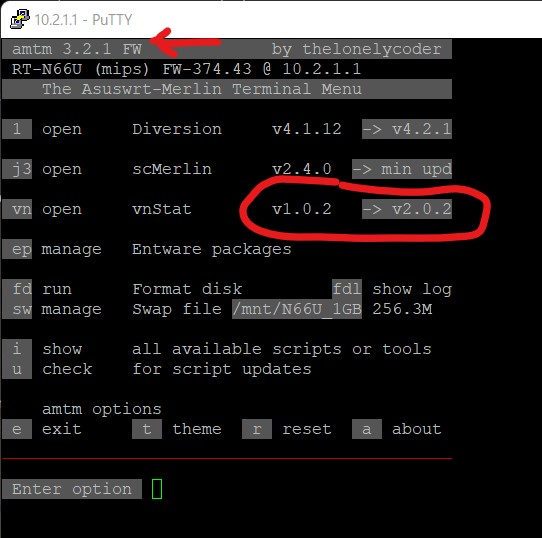 10.2.1.1 - PuTTY
amtm 3.2.1 FW by thelonelycoder
RT-N66U (mips) FW-374.43 @ 10.2.1.1
The Asuswrt-Merlin Terminal Menu
1 open Diversion v4.1.12 -> v4.2.1
j3 open scMerlin v2.4.0 -> min upd
vn open vnStat v1.0.2 -> v2.0.2
ep manage Entware packages
fd run Format disk fdl show log
sw manage Swap file /mnt/N66U_1GB 256.3M
i show all available scripts or tools
u check for script updates
amtm options
e exit t theme r reset a about
Enter option